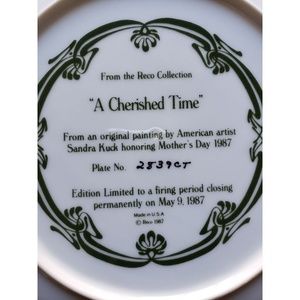 From the Reco Collection
"A Cherished Time"
From an original painting by American artist
Sandra Kuck honoring Mother's Day 1987
Plate No. 2839CT
Edition Limited to a firing period closing
permanently on May 9, 1987
Made in U.S.A
© Reco 1987